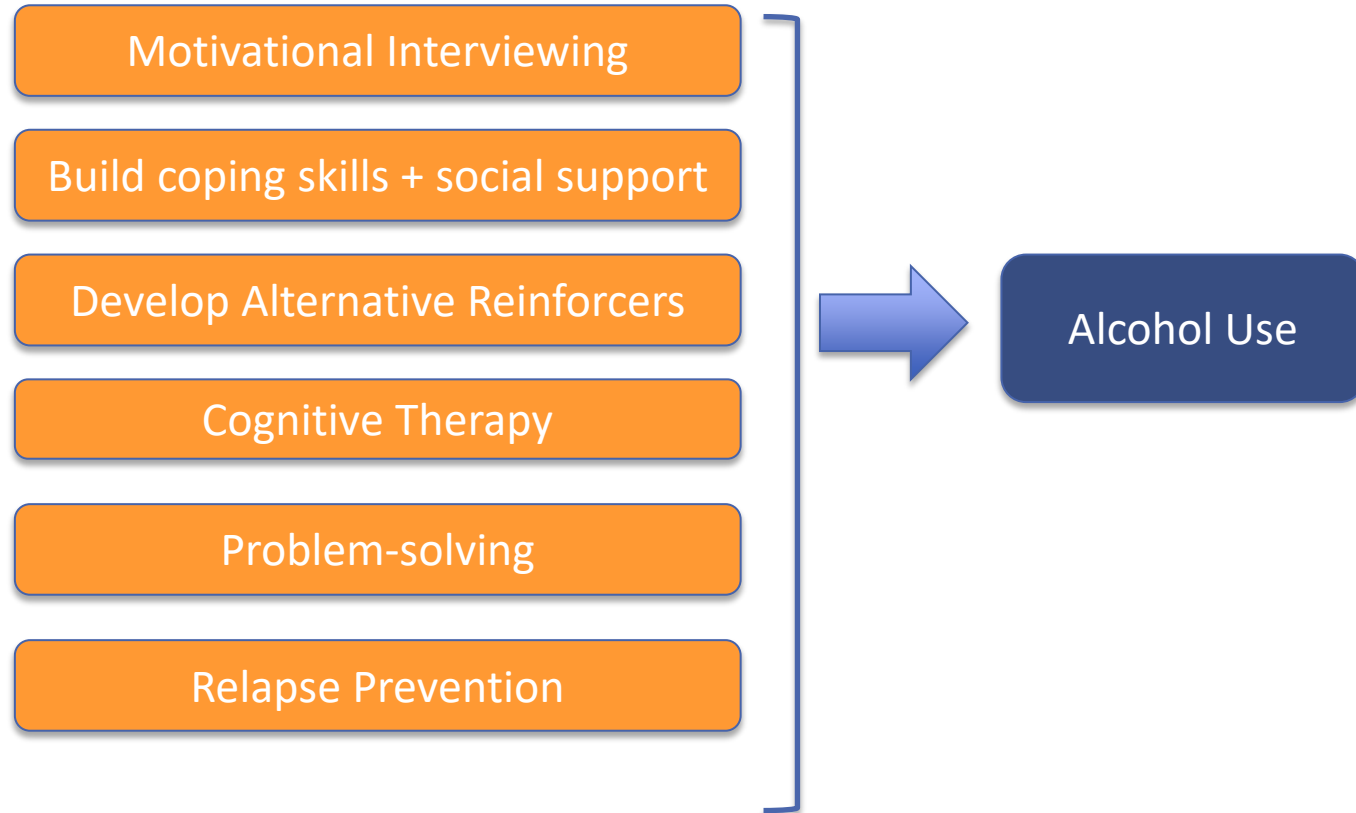 Motivational Interviewing
Build coping skills + social support
Develop Alternative Reinforcers
Cognitive Therapy
Problem-solving
Relapse Prevention
Alcohol Use